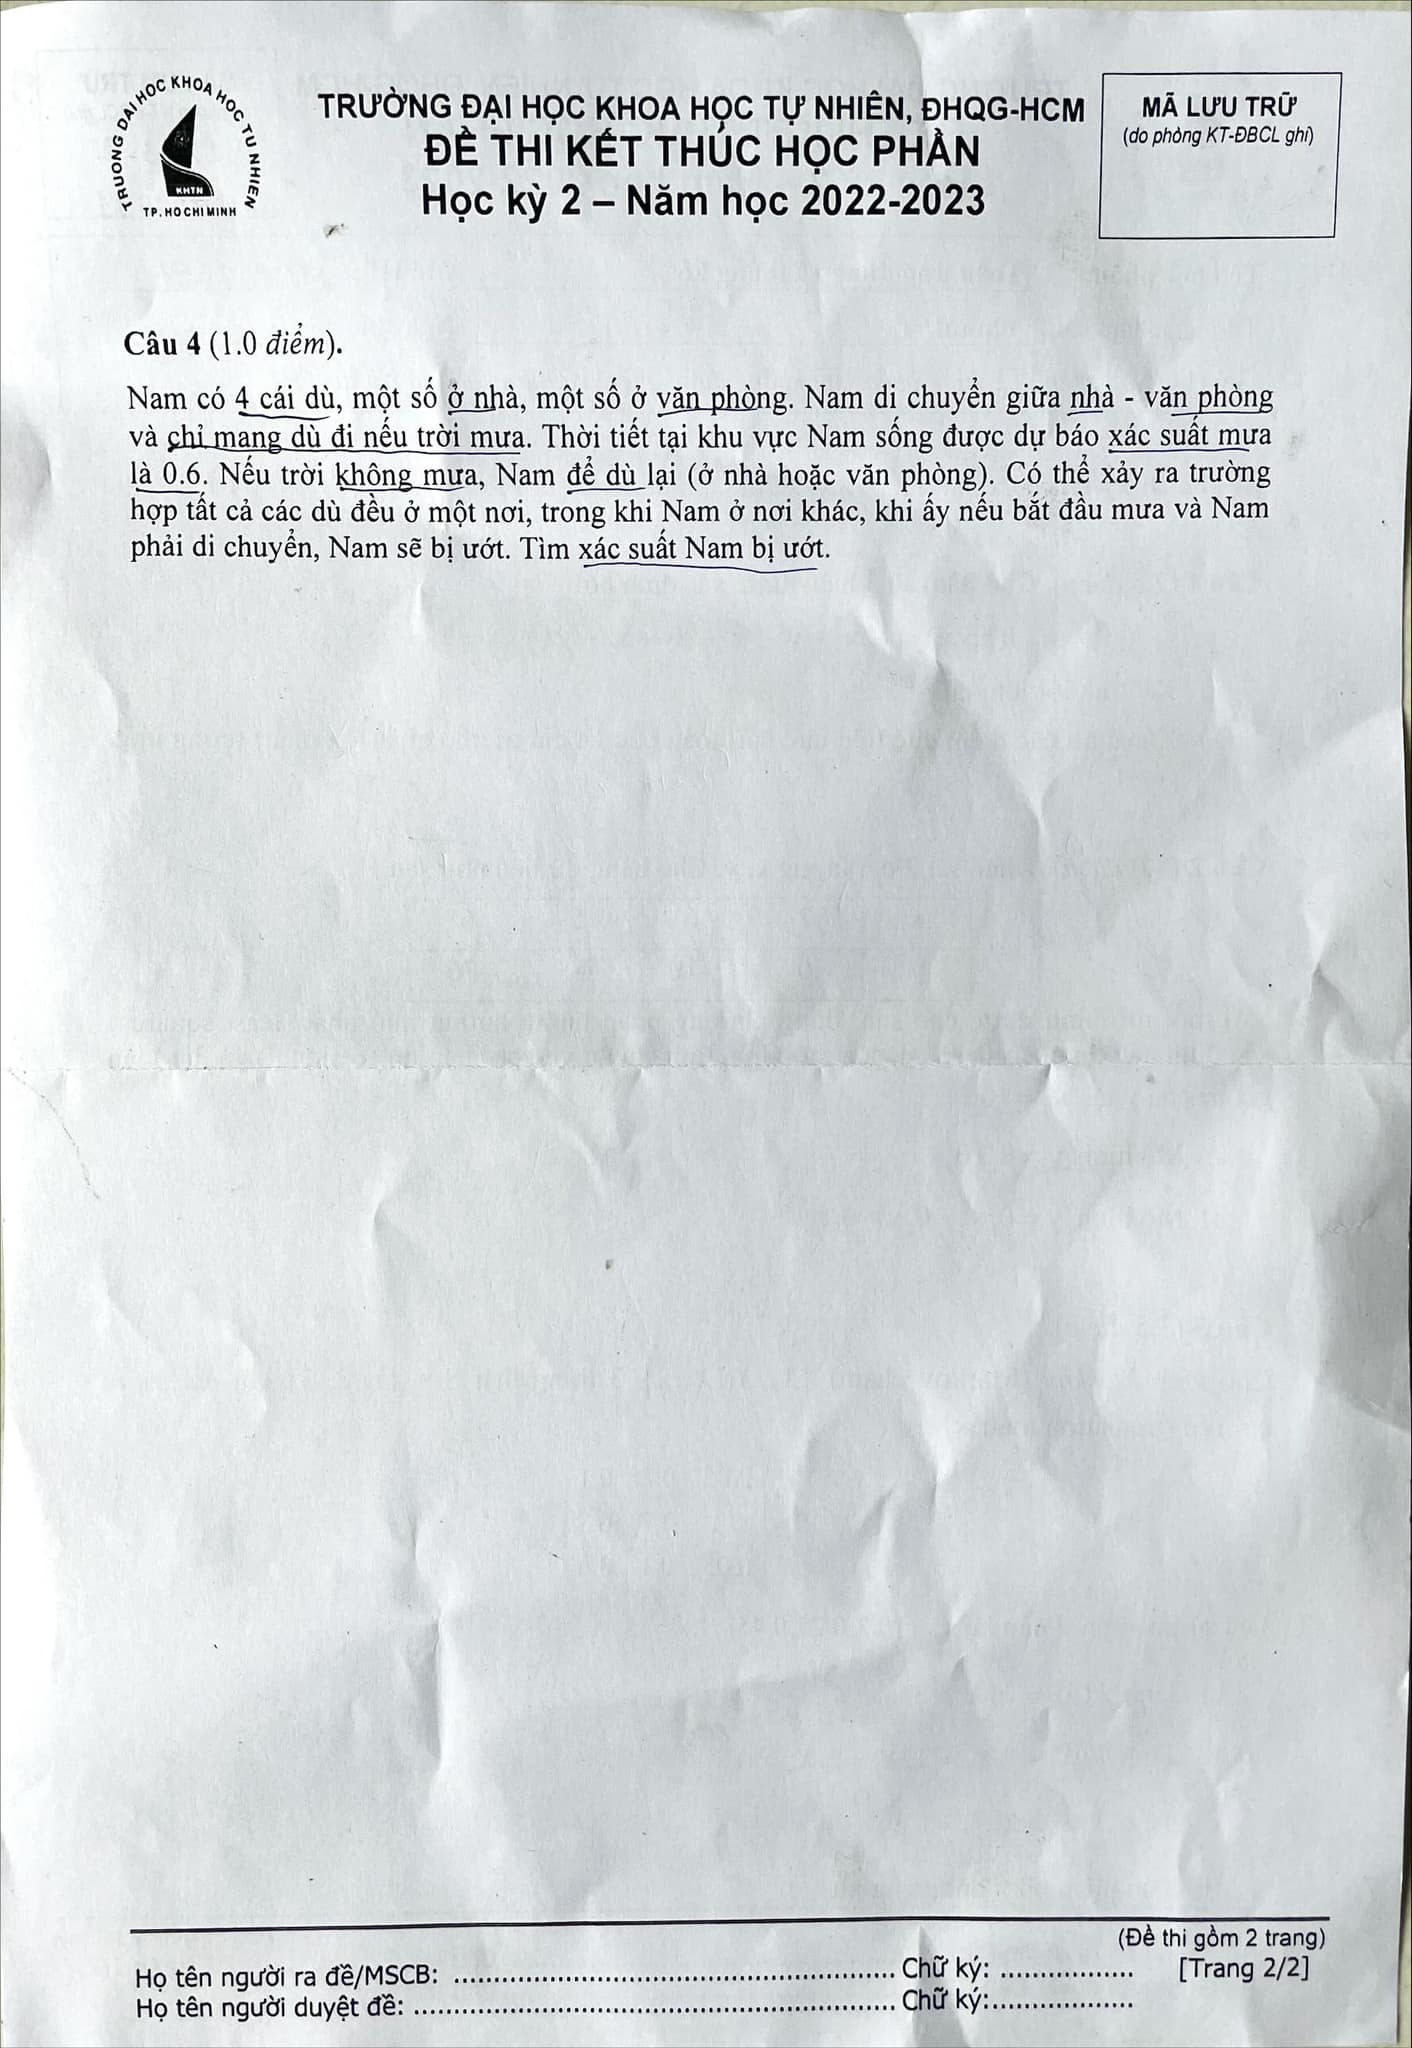 TRƯỜNG ĐẠI HỌC KHOA HỌC TỰ NHIÊN
KHTN
TP. HO CHI MINH
TRƯỜNG ĐẠI HỌC KHOA HỌC TỰ NHIÊN, ĐHQG-HCM
ĐỀ THI KẾT THÚC HỌC PHẦN
Học kỳ 2 – Năm học 2022-2023
MÃ LƯU TRỮ
(do phòng KT-ĐBCL ghi)
Câu 4 (1.0 điểm).
Nam có 4 cái dù, một số ở nhà, một số ở văn phòng. Nam di chuyển giữa nhà - văn phòng
và chỉ mang dù đi nếu trời mưa. Thời tiết tại khu vực Nam sống được dự báo xác suất mưa
là 0.6. Nếu trời không mưa, Nam để dù lại (ở nhà hoặc văn phòng). Có thể xảy ra trường
hợp tất cả các dù đều ở một nơi, trong khi Nam ở nơi khác, khi ấy nếu bắt đầu mưa và Nam
phải di chuyển, Nam sẽ bị ướt. Tìm xác suất Nam bị ướt.
(Đề thi gồm 2 trang)
Họ tên người ra đề/MSCB: .......................................................... Chữ ký: .................. [Trang 2/2]
Họ tên người duyệt đề: ................................................................ Chữ ký:...................